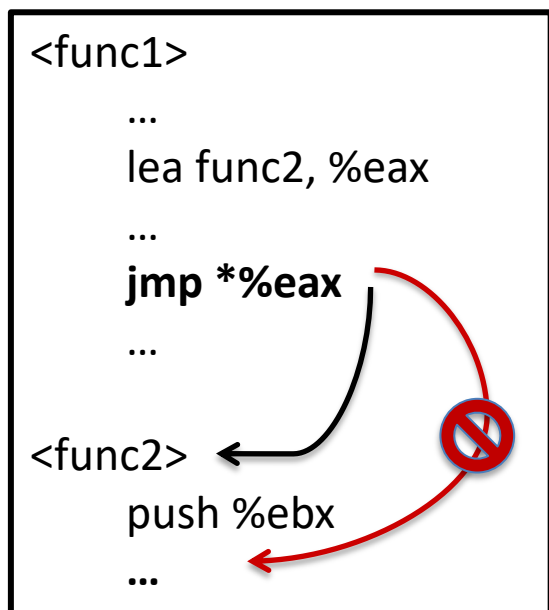 <func1>
...
lea func2, %eax
...
jmp *%eax
...
<func2>
push %ebx
...